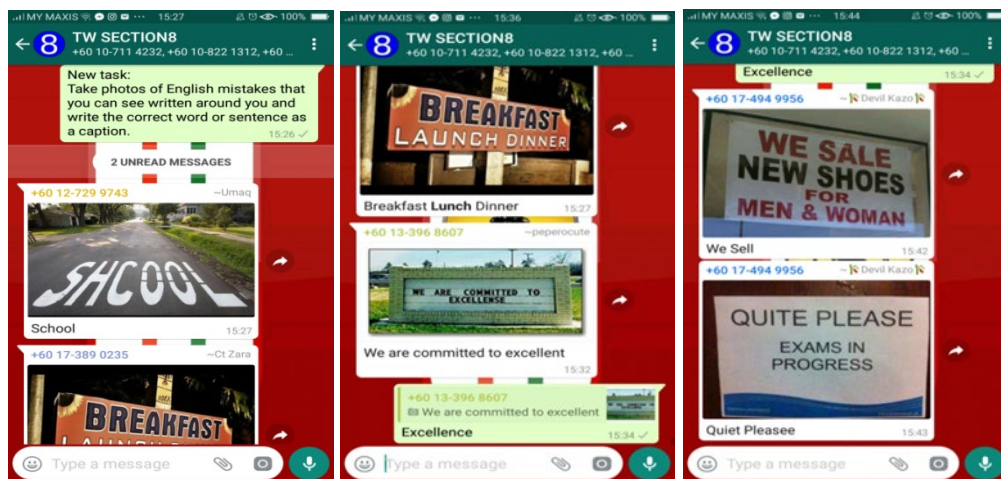 MY MAXIS 15:27 100%
8 TW SECTION8
+60 10-711 4232, +60 10-822 1312, +60 ...
New task:
Take photos of English mistakes that
you can see written around you and
write the correct word or sentence as
a caption.
15:26
2 UNREAD MESSAGES
+60 12-729 9743 ~Umaq
SHCOOL
School
15:27
+60 17-389 0235 ~Ct Zara
BREAKFAST
Type a message
MY MAXIS 15:36 100%
8 TW SECTION8
+60 10-711 4232, +60 10-822 1312, +60 ...
BREAKFAST
LAUNCH DINNER
Breakfast Lunch Dinner
15:27
+60 13-396 8607 ~peperocute
WE ARE COMMITTED TO
EXCELLENSE
We are committed to excellent
15:32
+60 13-396 8607
We are committed to excellent
Excellence
15:34
Type a message
MY MAXIS 15:44 100%
8 TW SECTION8
+60 10-711 4232, +60 10-822 1312, +60 ...
Excellence
15:34
+60 17-494 9956 ~ Devil Kazo
WE SALE
NEW SHOES
FOR
MEN & WOMAN
We Sell
15:42
+60 17-494 9956 ~ Devil Kazo
QUITE PLEASE
EXAMS IN
PROGRESS
Quiet Pleasee
15:43
Type a message